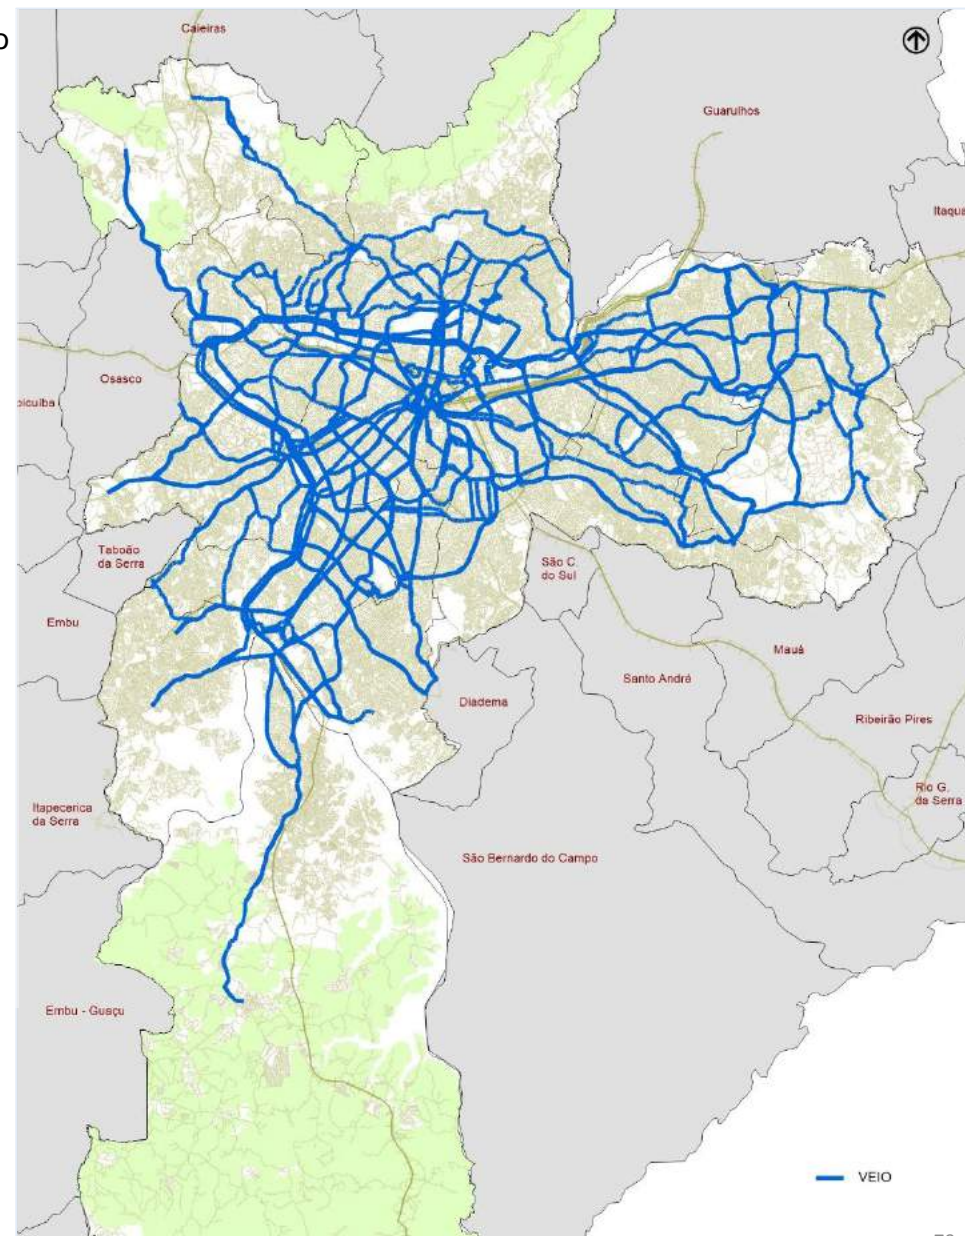 o
Caieiras
Guarulhos
Itaqua
Osasco
Taboão
da Serra
São C.
do Sul
Embu
Mauá
Santo André
Diadema
Ribeirão Pires
Rio G.
da Serra
Itapecerica
da Serra
São Bernardo do Campo
Embu - Guaçu
VEIO